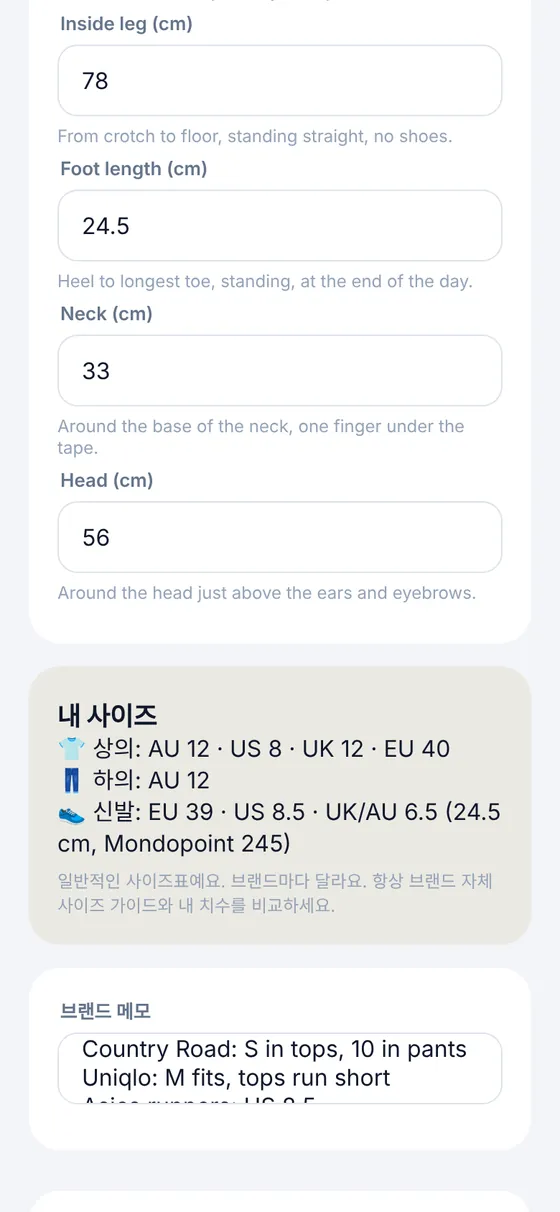 Inside leg (cm)
78
From crotch to floor, standing straight, no shoes.
Foot length (cm)
24.5
Heel to longest toe, standing, at the end of the day.
Neck (cm)
33
Around the base of the neck, one finger under the
tape.
Head (cm)
56
Around the head just above the ears and eyebrows.
내 사이즈
👕 상의: AU 12 · US 8 · UK 12 · EU 40
👖 하의: AU 12
👟 신발: EU 39 · US 8.5 · UK/AU 6.5 (24.5
cm, Mondopoint 245)
일반적인 사이즈표예요. 브랜드마다 달라요. 항상 브랜드 자체
사이즈 가이드와 내 치수를 비교하세요.
브랜드 메모
Country Road: S in tops, 10 in pants
Uniqlo: M fits, tops run short